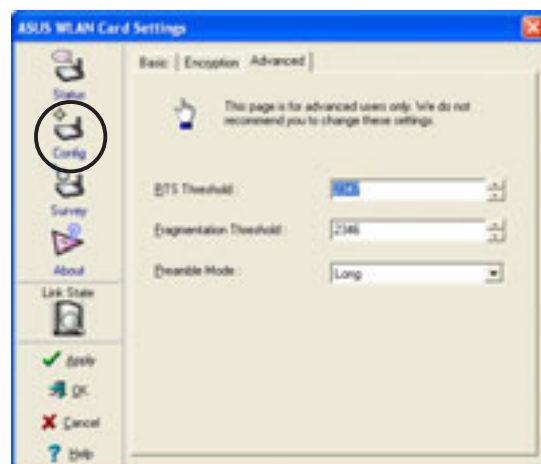 ASUS WLAN Card Settings
Status
Config
Survey
About
Link State
Apply
OK
Cancel
Help
Basic
Encryption
Advanced
This page is for advanced users only. We do not
recommend you to change these settings.
RTS Threshold :
Fragmentation Threshold :
2346
Preamble Mode :
Long